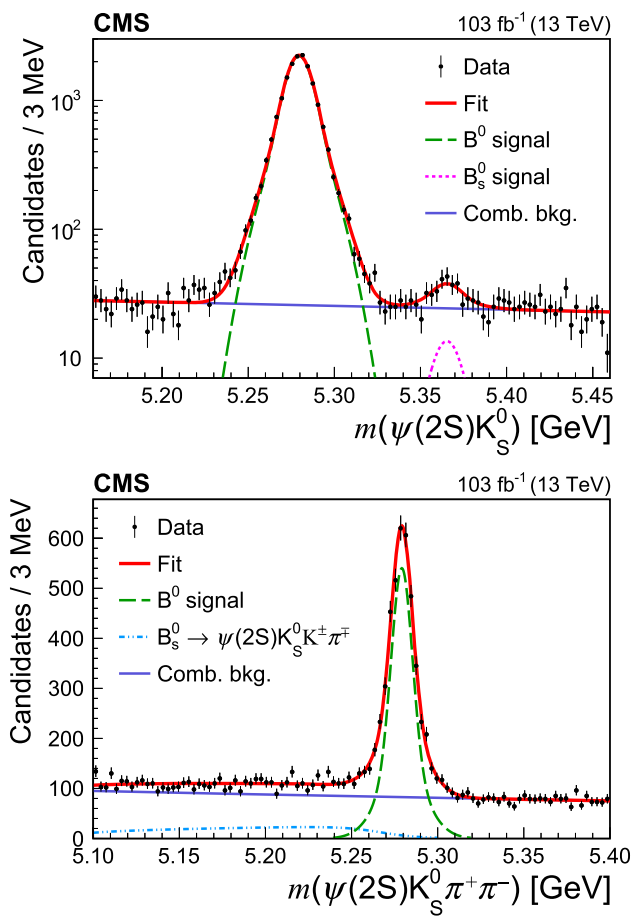 CMS 103 fb⁻¹ (13 TeV)
Candidates / 3 MeV
10³
10²
10
Data
Fit
B⁰ signal
B⁰ₛ signal
Comb. bkg.
5.20 5.25 5.30 5.35 5.40 5.45
m(ψ(2S)K⁰_S) [GeV]
CMS 103 fb⁻¹ (13 TeV)
Candidates / 3 MeV
600
500
400
300
200
100
0
Data
Fit
B⁰ signal
B⁰ₛ → ψ(2S)K⁰_S K^± π^∓
Comb. bkg.
5.10 5.15 5.20 5.25 5.30 5.35 5.40
m(ψ(2S)K⁰_S π⁺π⁻) [GeV]